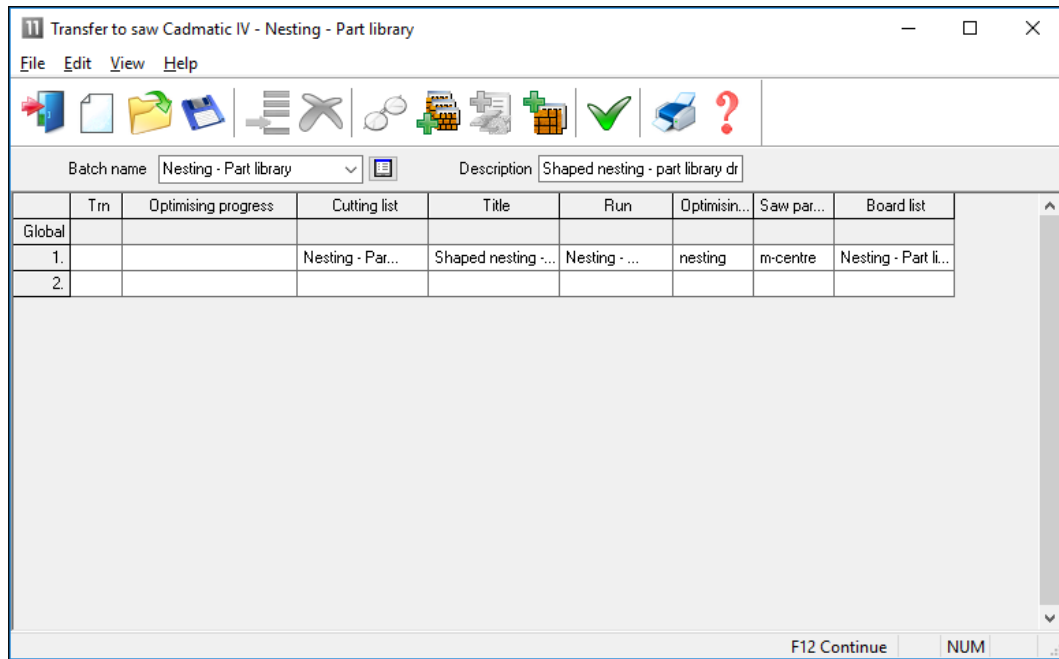 11 Transfer to saw Cadmatic IV - Nesting - Part library
File Edit View Help
?
Batch name Nesting - Part library Description Shaped nesting - part library dr
Trn Optimising progress Cutting list Title Run Optimisin... Saw par... Board list
Global
1. Nesting - Par... Shaped nesting -... Nesting - ... nesting m-centre Nesting - Part li...
2.
F12 Continue NUM